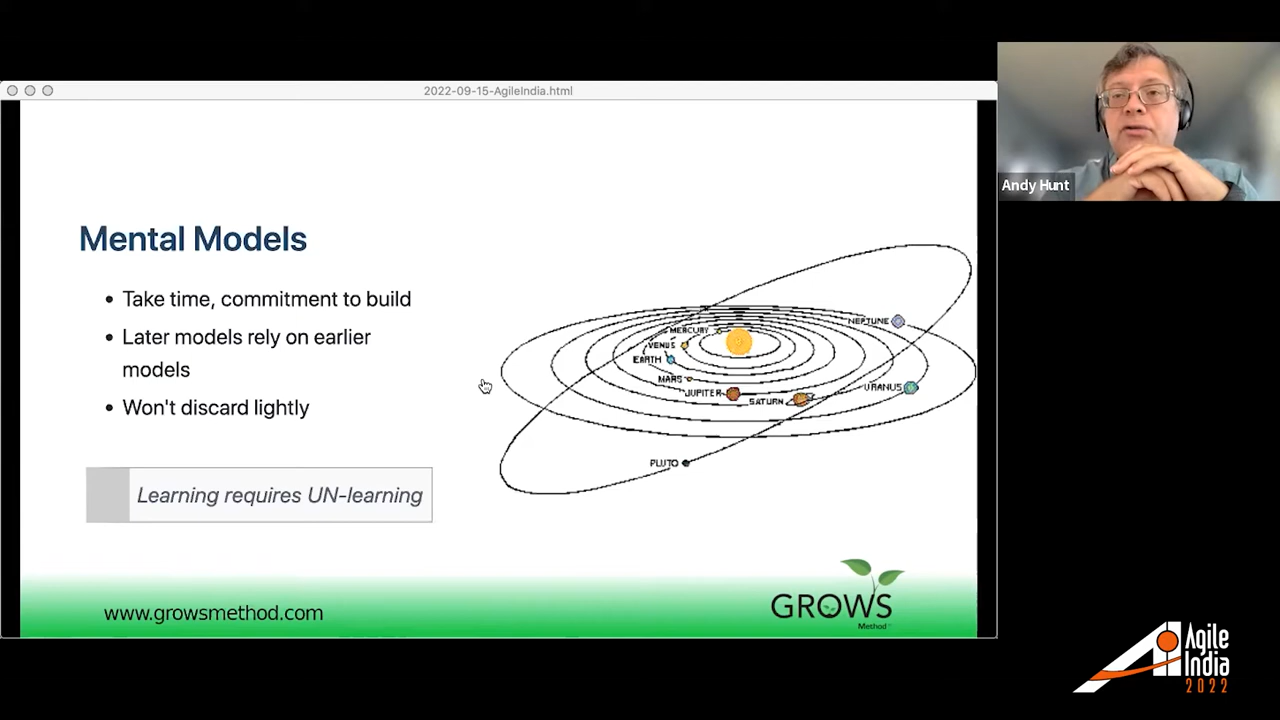 2022-09-15-AgileIndia.html
Andy Hunt
Mental Models
Take time, commitment to build
Later models rely on earlier
models
Won't discard lightly
Learning requires UN-learning
MERCURY
VENUS
EARTH
MARS
JUPITER
SATURN
URANUS
NEPTUNE
PLUTO
www.growsmethod.com
GROWS
Method™
Agile
India
2022